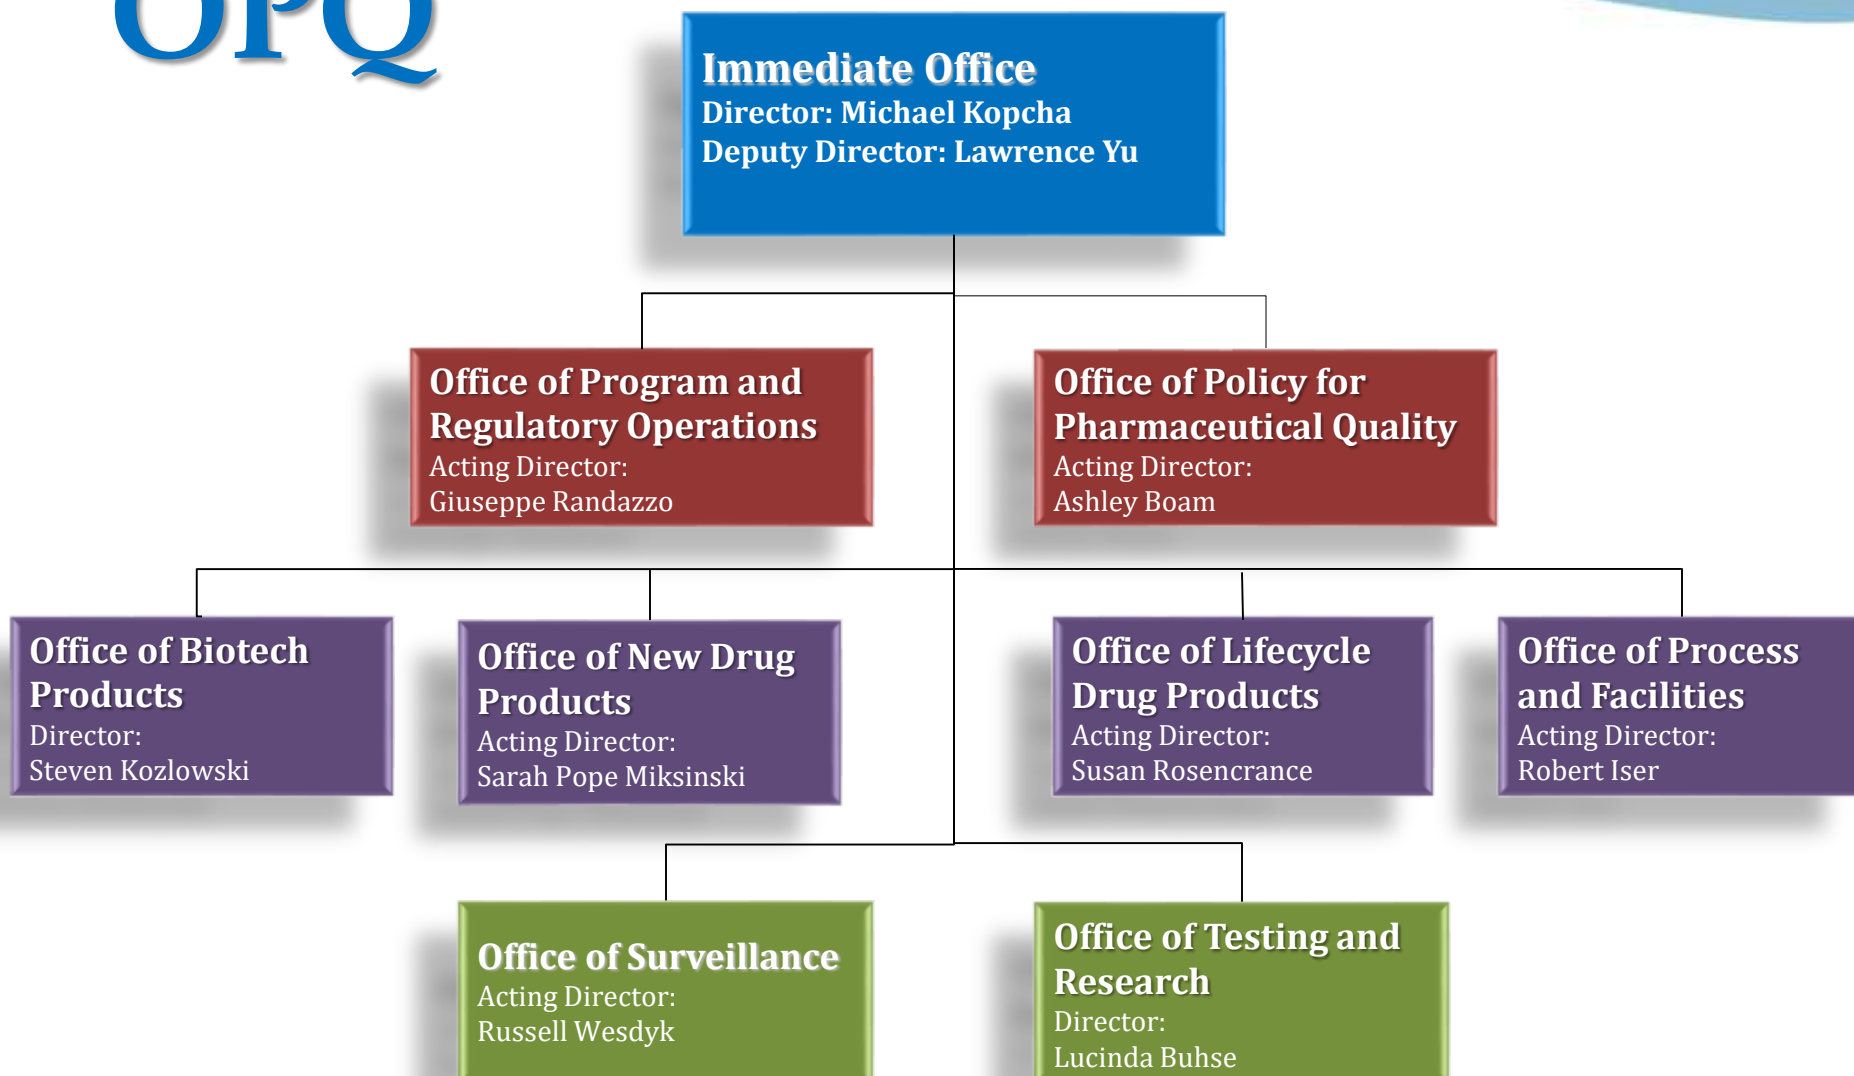 OPQ
Immediate Office
Director: Michael Kopcha
Deputy Director: Lawrence Yu
Office of Program and
Regulatory Operations
Acting Director:
Giuseppe Randazzo
Office of Policy for
Pharmaceutical Quality
Acting Director:
Ashley Boam
Office of Biotech
Products
Director:
Steven Kozlowski
Office of New Drug
Products
Acting Director:
Sarah Pope Miksinski
Office of Lifecycle
Drug Products
Acting Director:
Susan Rosencrance
Office of Process
and Facilities
Acting Director:
Robert Iser
Office of Surveillance
Acting Director:
Russell Wesdyk
Office of Testing and
Research
Director:
Lucinda Buhse